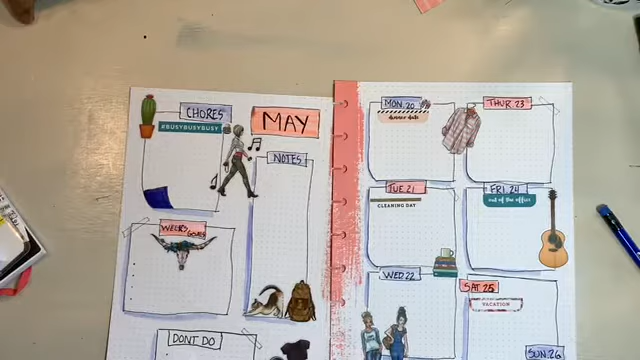 CHORES
#BUSYBUSYBUSY
MAY
NOTES
WEEKS GOALS
DONT DO
MON. 20
dinner date
THUR 23
TUE. 21
CLEANING DAY
FRI. 24
out of the office
WED 22
SAT 25
VACATION
SUN. 26